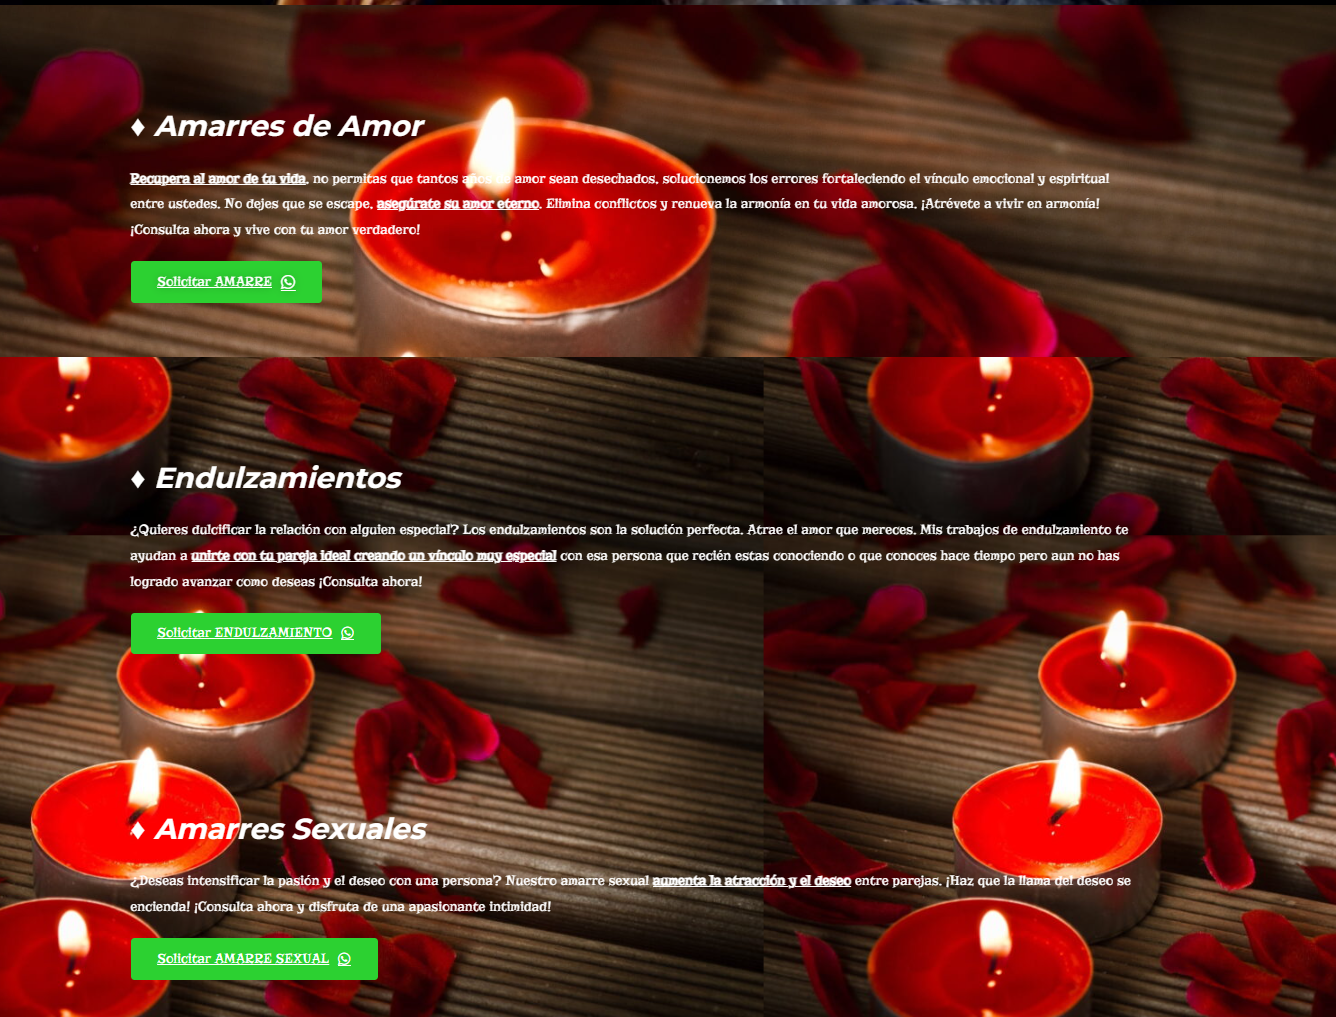 ♦ Amarres de Amor
Recupera al amor de tu vida, no permitas que tantos años de amor sean desechados, solucionemos los errores fortaleciendo el vínculo emocional y espiritual
entre ustedes. No dejes que se escape, asegúrate su amor eterno. Elimina conflictos y renueva la armonía en tu vida amorosa. ¡Atrévete a vivir en armonía!
¡Consulta ahora y vive con tu amor verdadero!
Solicitar AMARRE
♦ Endulzamientos
¿Quieres dulcificar la relación con alguien especial? Los endulzamientos son la solución perfecta. Atrae el amor que mereces. Mis trabajos de endulzamiento te
ayudan a unirte con tu pareja ideal creando un vínculo muy especial con esa persona que recién estas conociendo o que conoces hace tiempo pero aun no has
logrado avanzar como deseas ¡Consulta ahora!
Solicitar ENDULZAMIENTO
♦ Amarres Sexuales
¿Deseas intensificar la pasión y el deseo con una persona? Nuestro amarre sexual aumenta la atracción y el deseo entre parejas. ¡Haz que la llama del deseo se
encienda! ¡Consulta ahora y disfruta de una apasionante intimidad!
Solicitar AMARRE SEXUAL